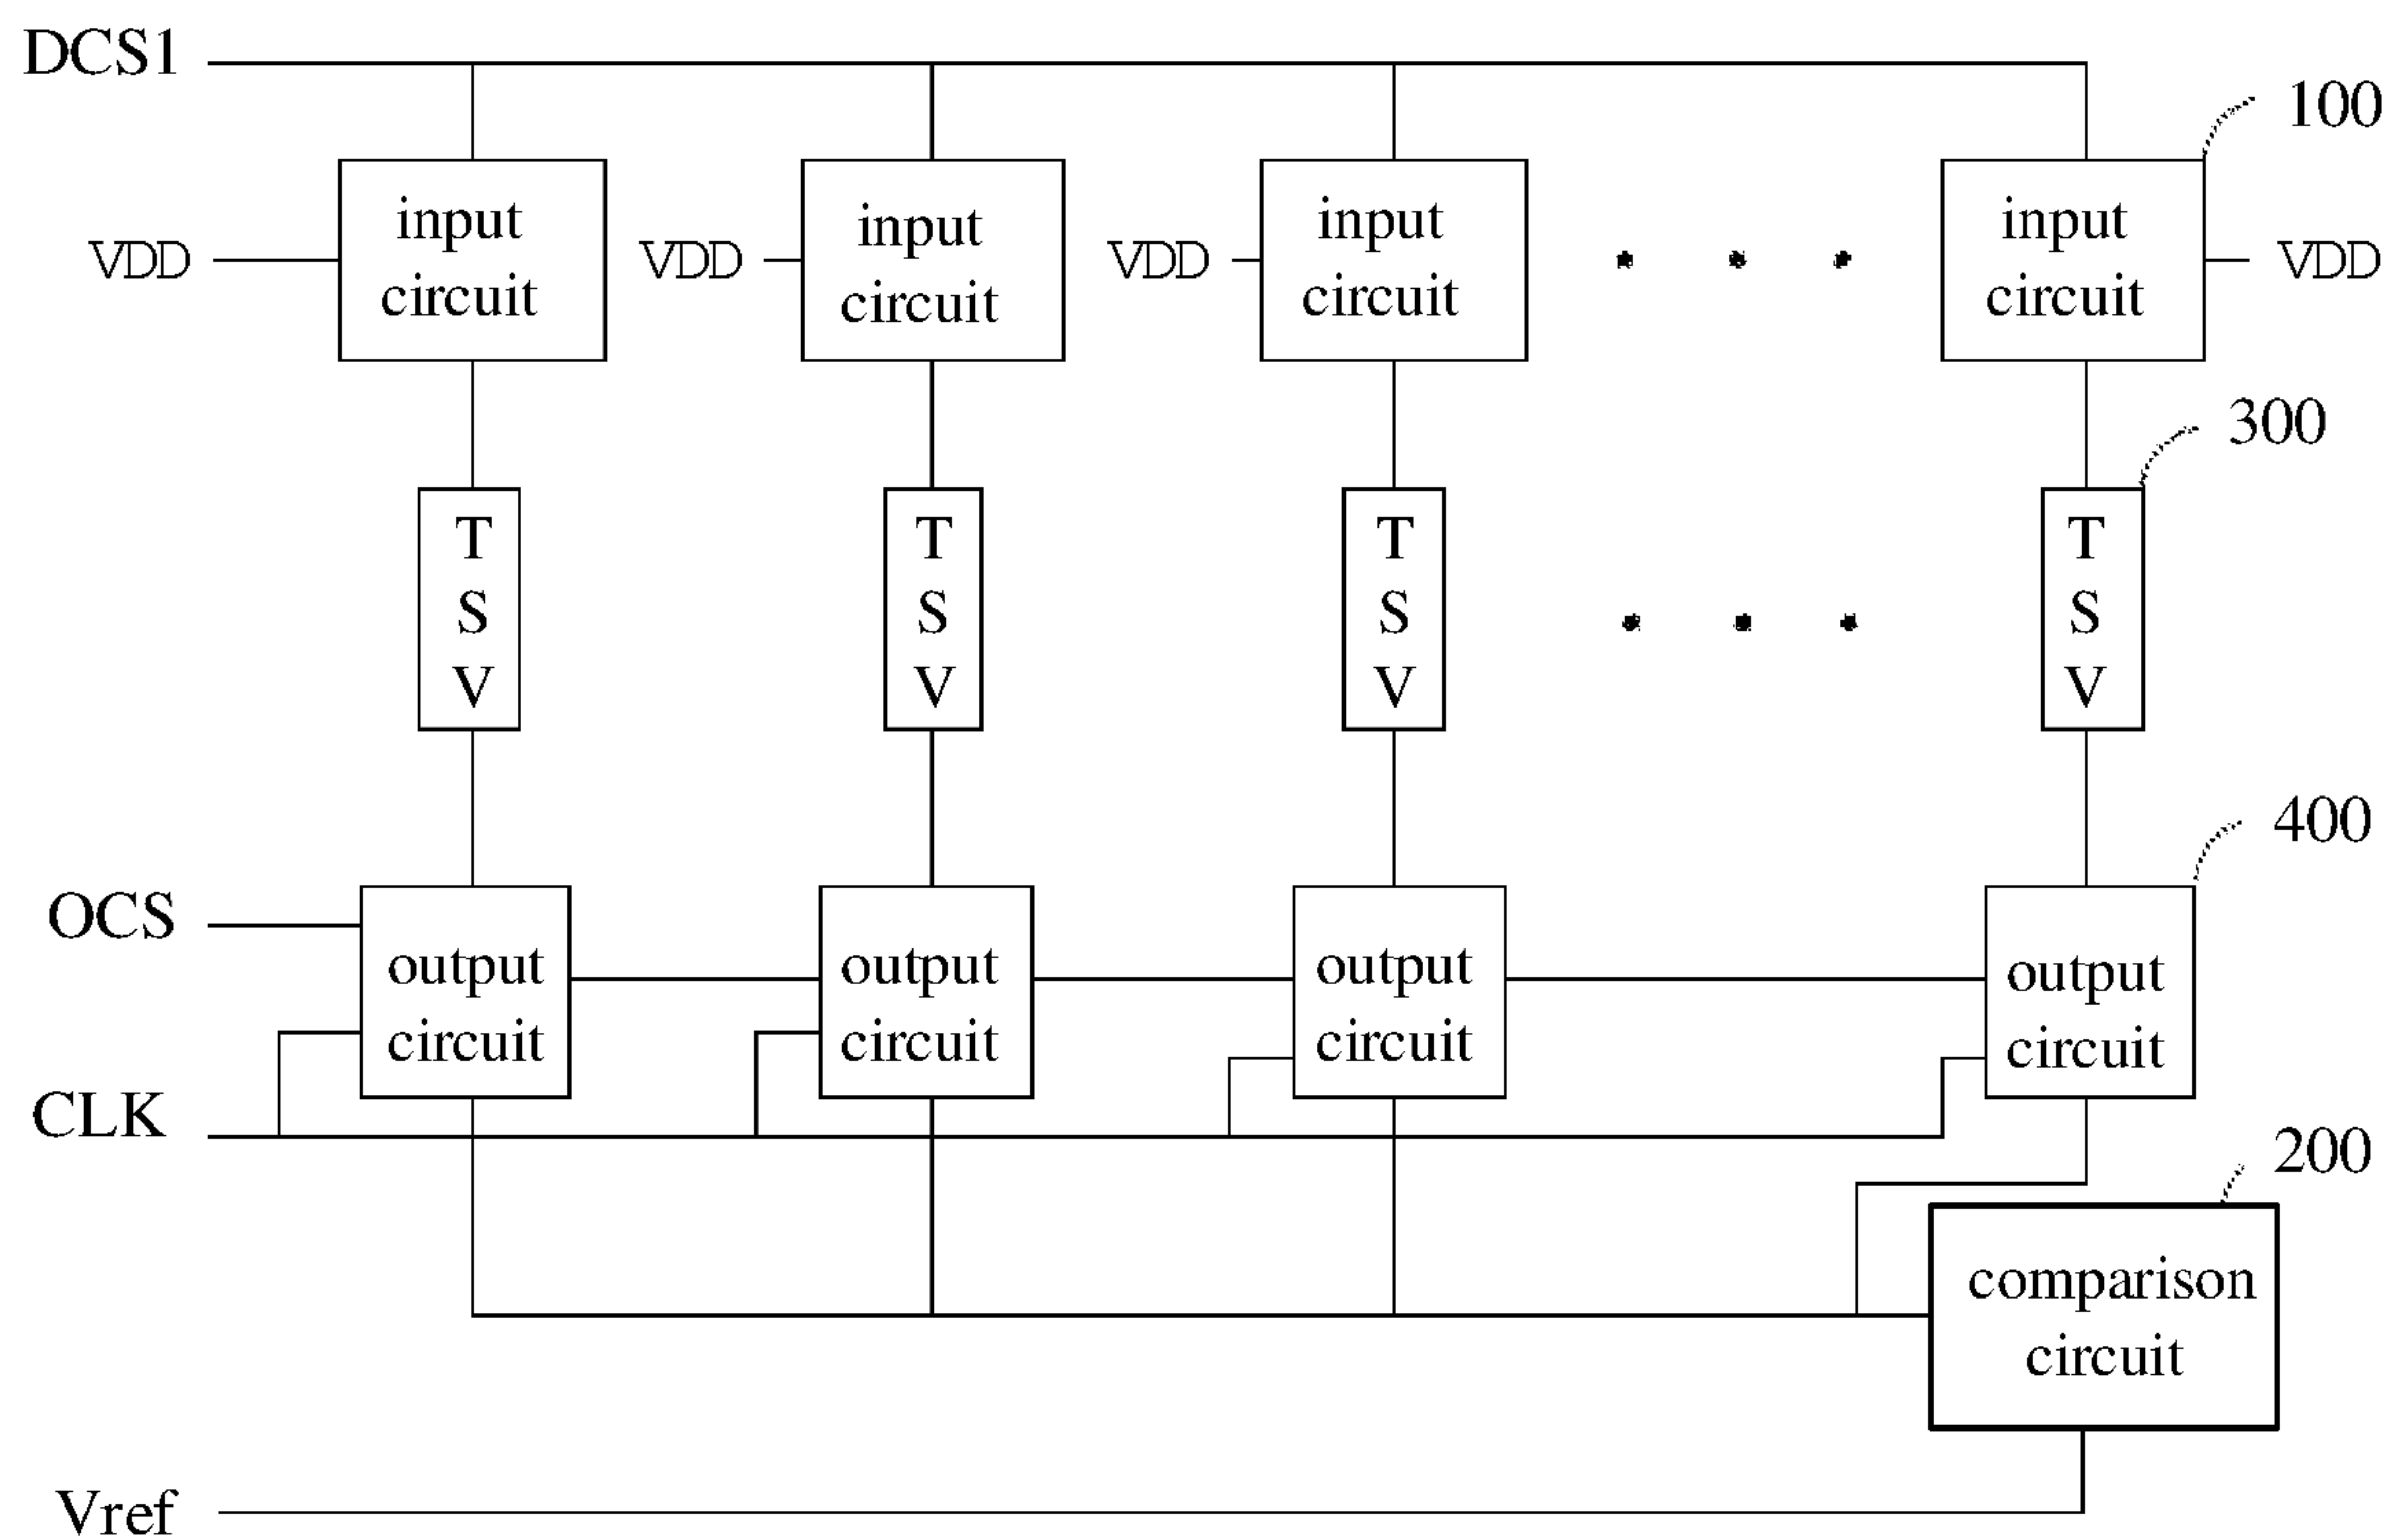 DCS1
100
input
circuit
input
circuit
input
circuit
input
circuit
VDD
VDD
VDD
VDD
300
T
S
V
T
S
V
T
S
V
T
S
V
400
OCS
output
circuit
output
circuit
output
circuit
output
circuit
CLK
200
comparison
circuit
Vref